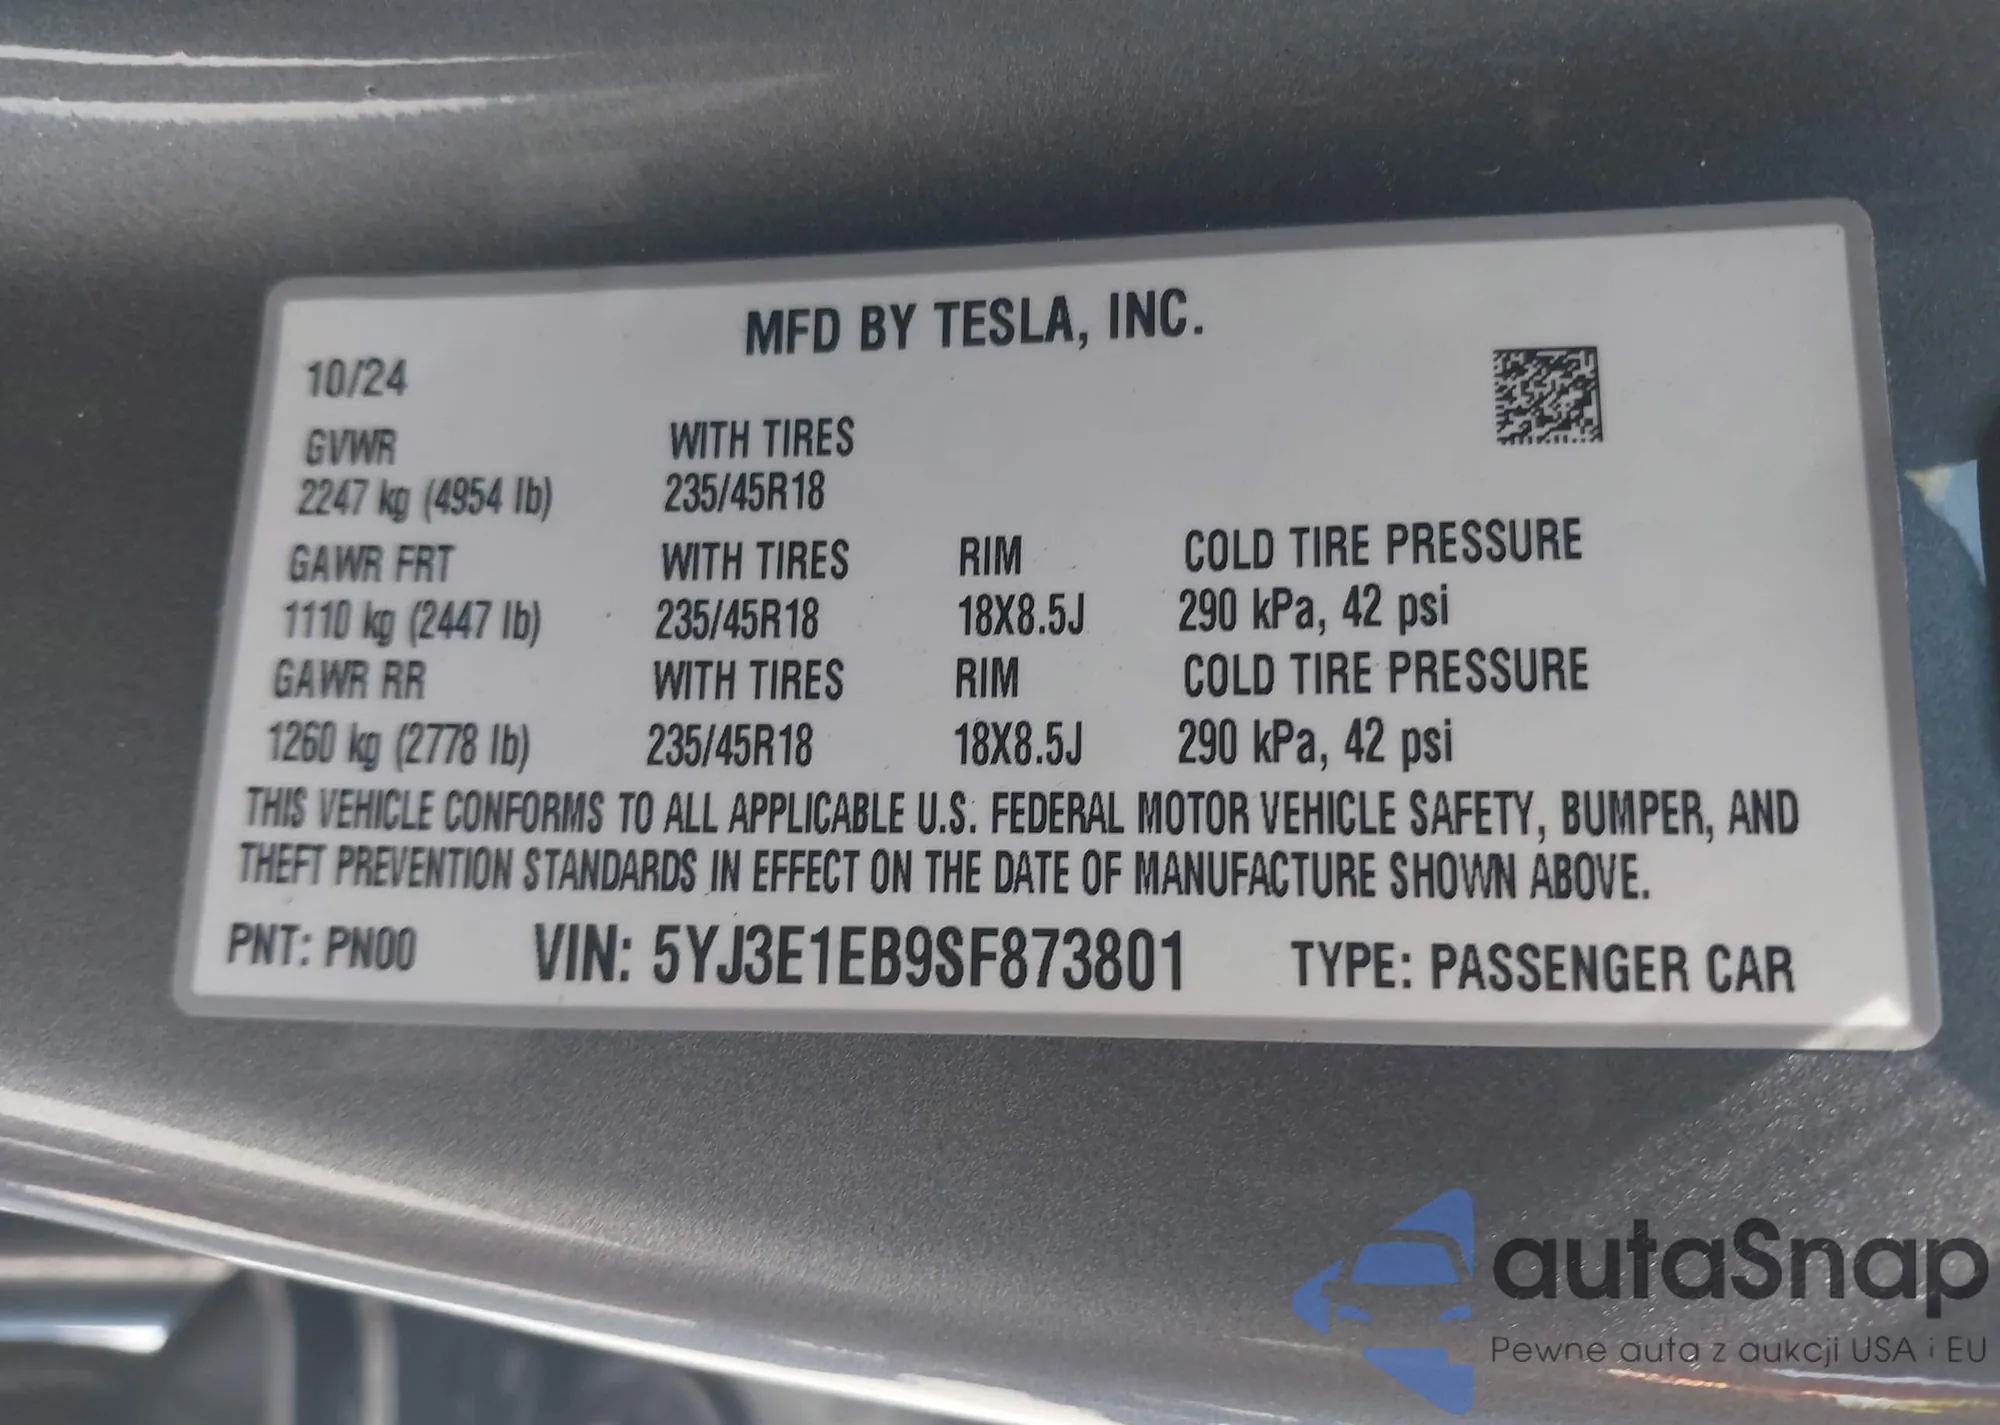 MFD BY TESLA, INC.
10/24
GVWR WITH TIRES
2247 kg (4954 lb) 235/45R18
GAWR FRT WITH TIRES RIM COLD TIRE PRESSURE
1110 kg (2447 lb) 235/45R18 18X8.5J 290 kPa, 42 psi
GAWR RR WITH TIRES RIM COLD TIRE PRESSURE
1260 kg (2778 lb) 235/45R18 18X8.5J 290 kPa, 42 psi
THIS VEHICLE CONFORMS TO ALL APPLICABLE U.S. FEDERAL MOTOR VEHICLE SAFETY, BUMPER, AND
THEFT PREVENTION STANDARDS IN EFFECT ON THE DATE OF MANUFACTURE SHOWN ABOVE.
PNT: PN00 VIN: 5YJ3E1EB9SF873801 TYPE: PASSENGER CAR
autaSnap
Pewne auta z aukcji USA i EU